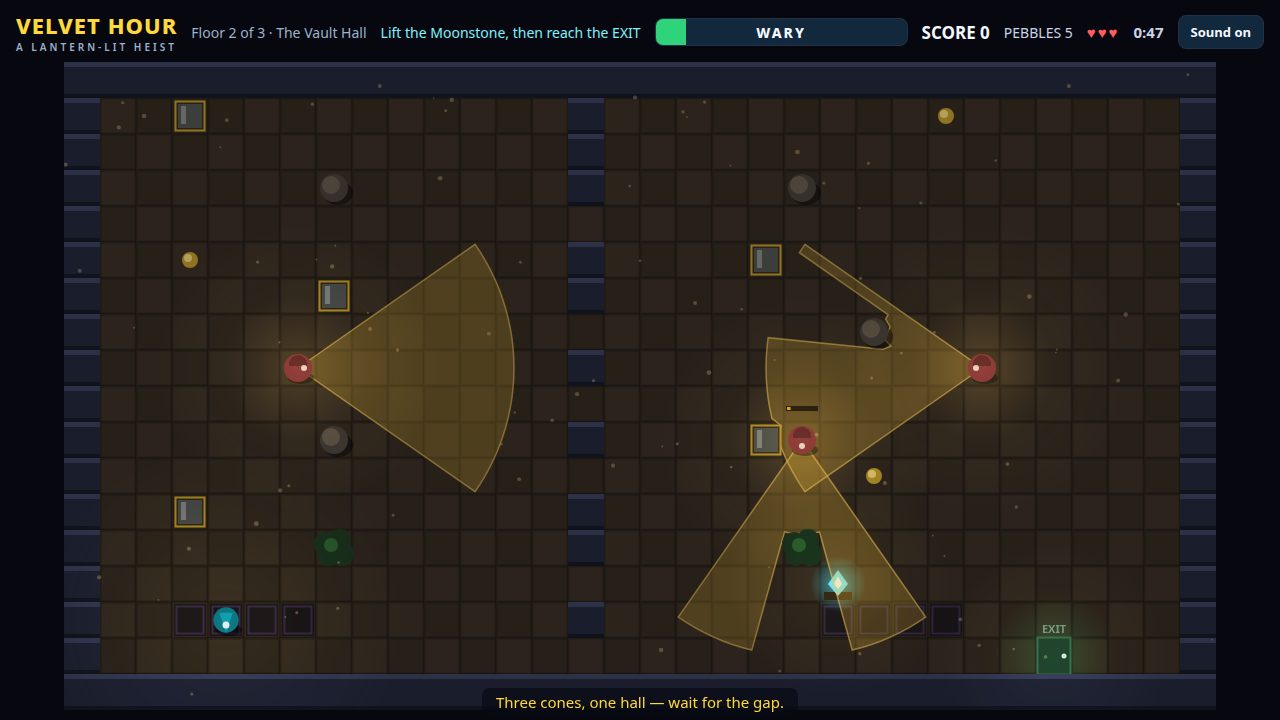 VELVET HOUR
A LANTERN-LIT HEIST
Floor 2 of 3 · The Vault Hall
Lift the Moonstone, then reach the EXIT
WARY
SCORE 0
PEBBLES 5
♥♥♥
0:47
Sound on
EXIT
Three cones, one hall — wait for the gap.